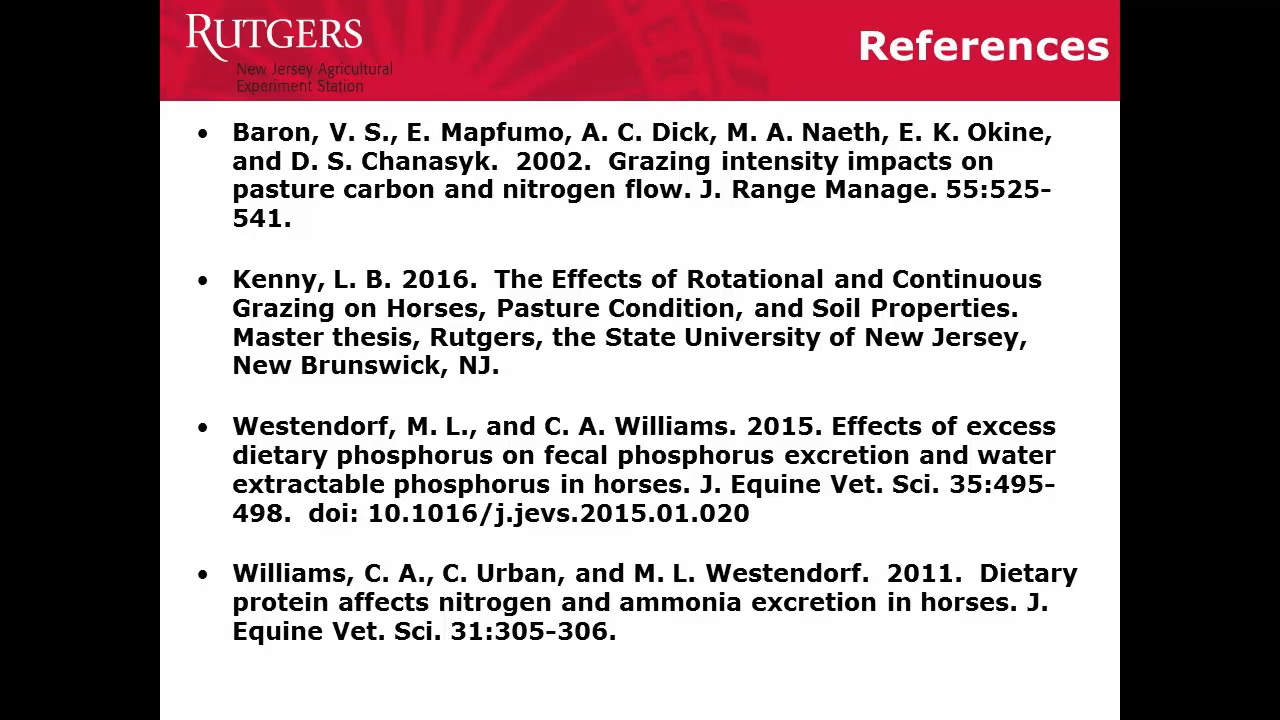 RUTGERS
New Jersey Agricultural
Experiment Station
References
• Baron, V. S., E. Mapfumo, A. C. Dick, M. A. Naeth, E. K. Okine,
and D. S. Chanasyk.  2002.  Grazing intensity impacts on
pasture carbon and nitrogen flow. J. Range Manage. 55:525-
541.
• Kenny, L. B. 2016.  The Effects of Rotational and Continuous
Grazing on Horses, Pasture Condition, and Soil Properties.
Master thesis, Rutgers, the State University of New Jersey,
New Brunswick, NJ.
• Westendorf, M. L., and C. A. Williams. 2015. Effects of excess
dietary phosphorus on fecal phosphorus excretion and water
extractable phosphorus in horses. J. Equine Vet. Sci. 35:495-
498.  doi: 10.1016/j.jevs.2015.01.020
• Williams, C. A., C. Urban, and M. L. Westendorf.  2011.  Dietary
protein affects nitrogen and ammonia excretion in horses. J.
Equine Vet. Sci. 31:305-306.